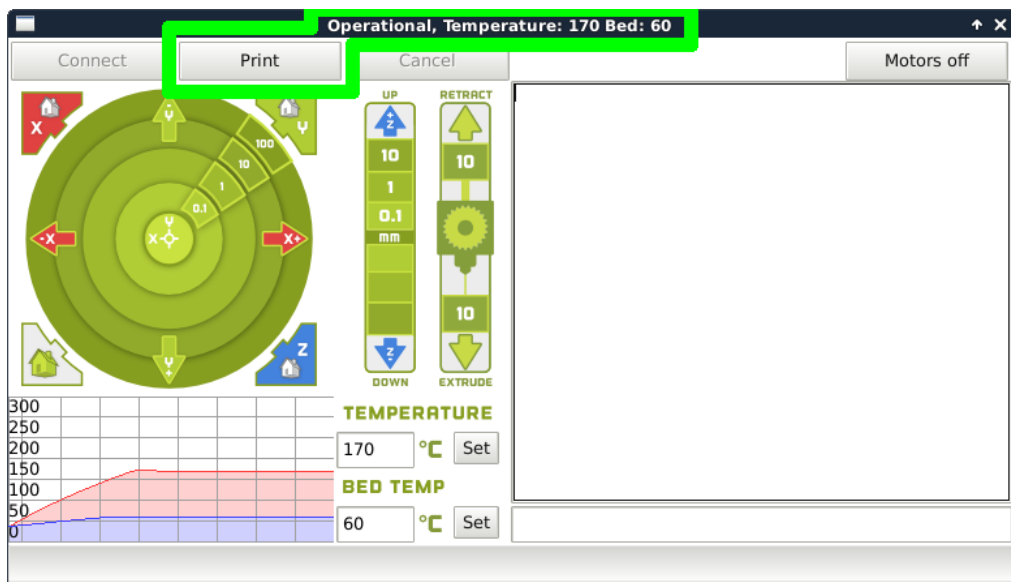 Operational, Temperature: 170 Bed: 60
Connect
Print
Cancel
Motors off
X
Y
-Y
100
10
1
0.1
Y
X
-X
X+
Y+
Z
UP
+Z
10
1
0.1
mm
Z-
DOWN
RETRACT
10
10
EXTRUDE
300
250
200
150
100
50
0
TEMPERATURE
170 °C Set
BED TEMP
60 °C Set